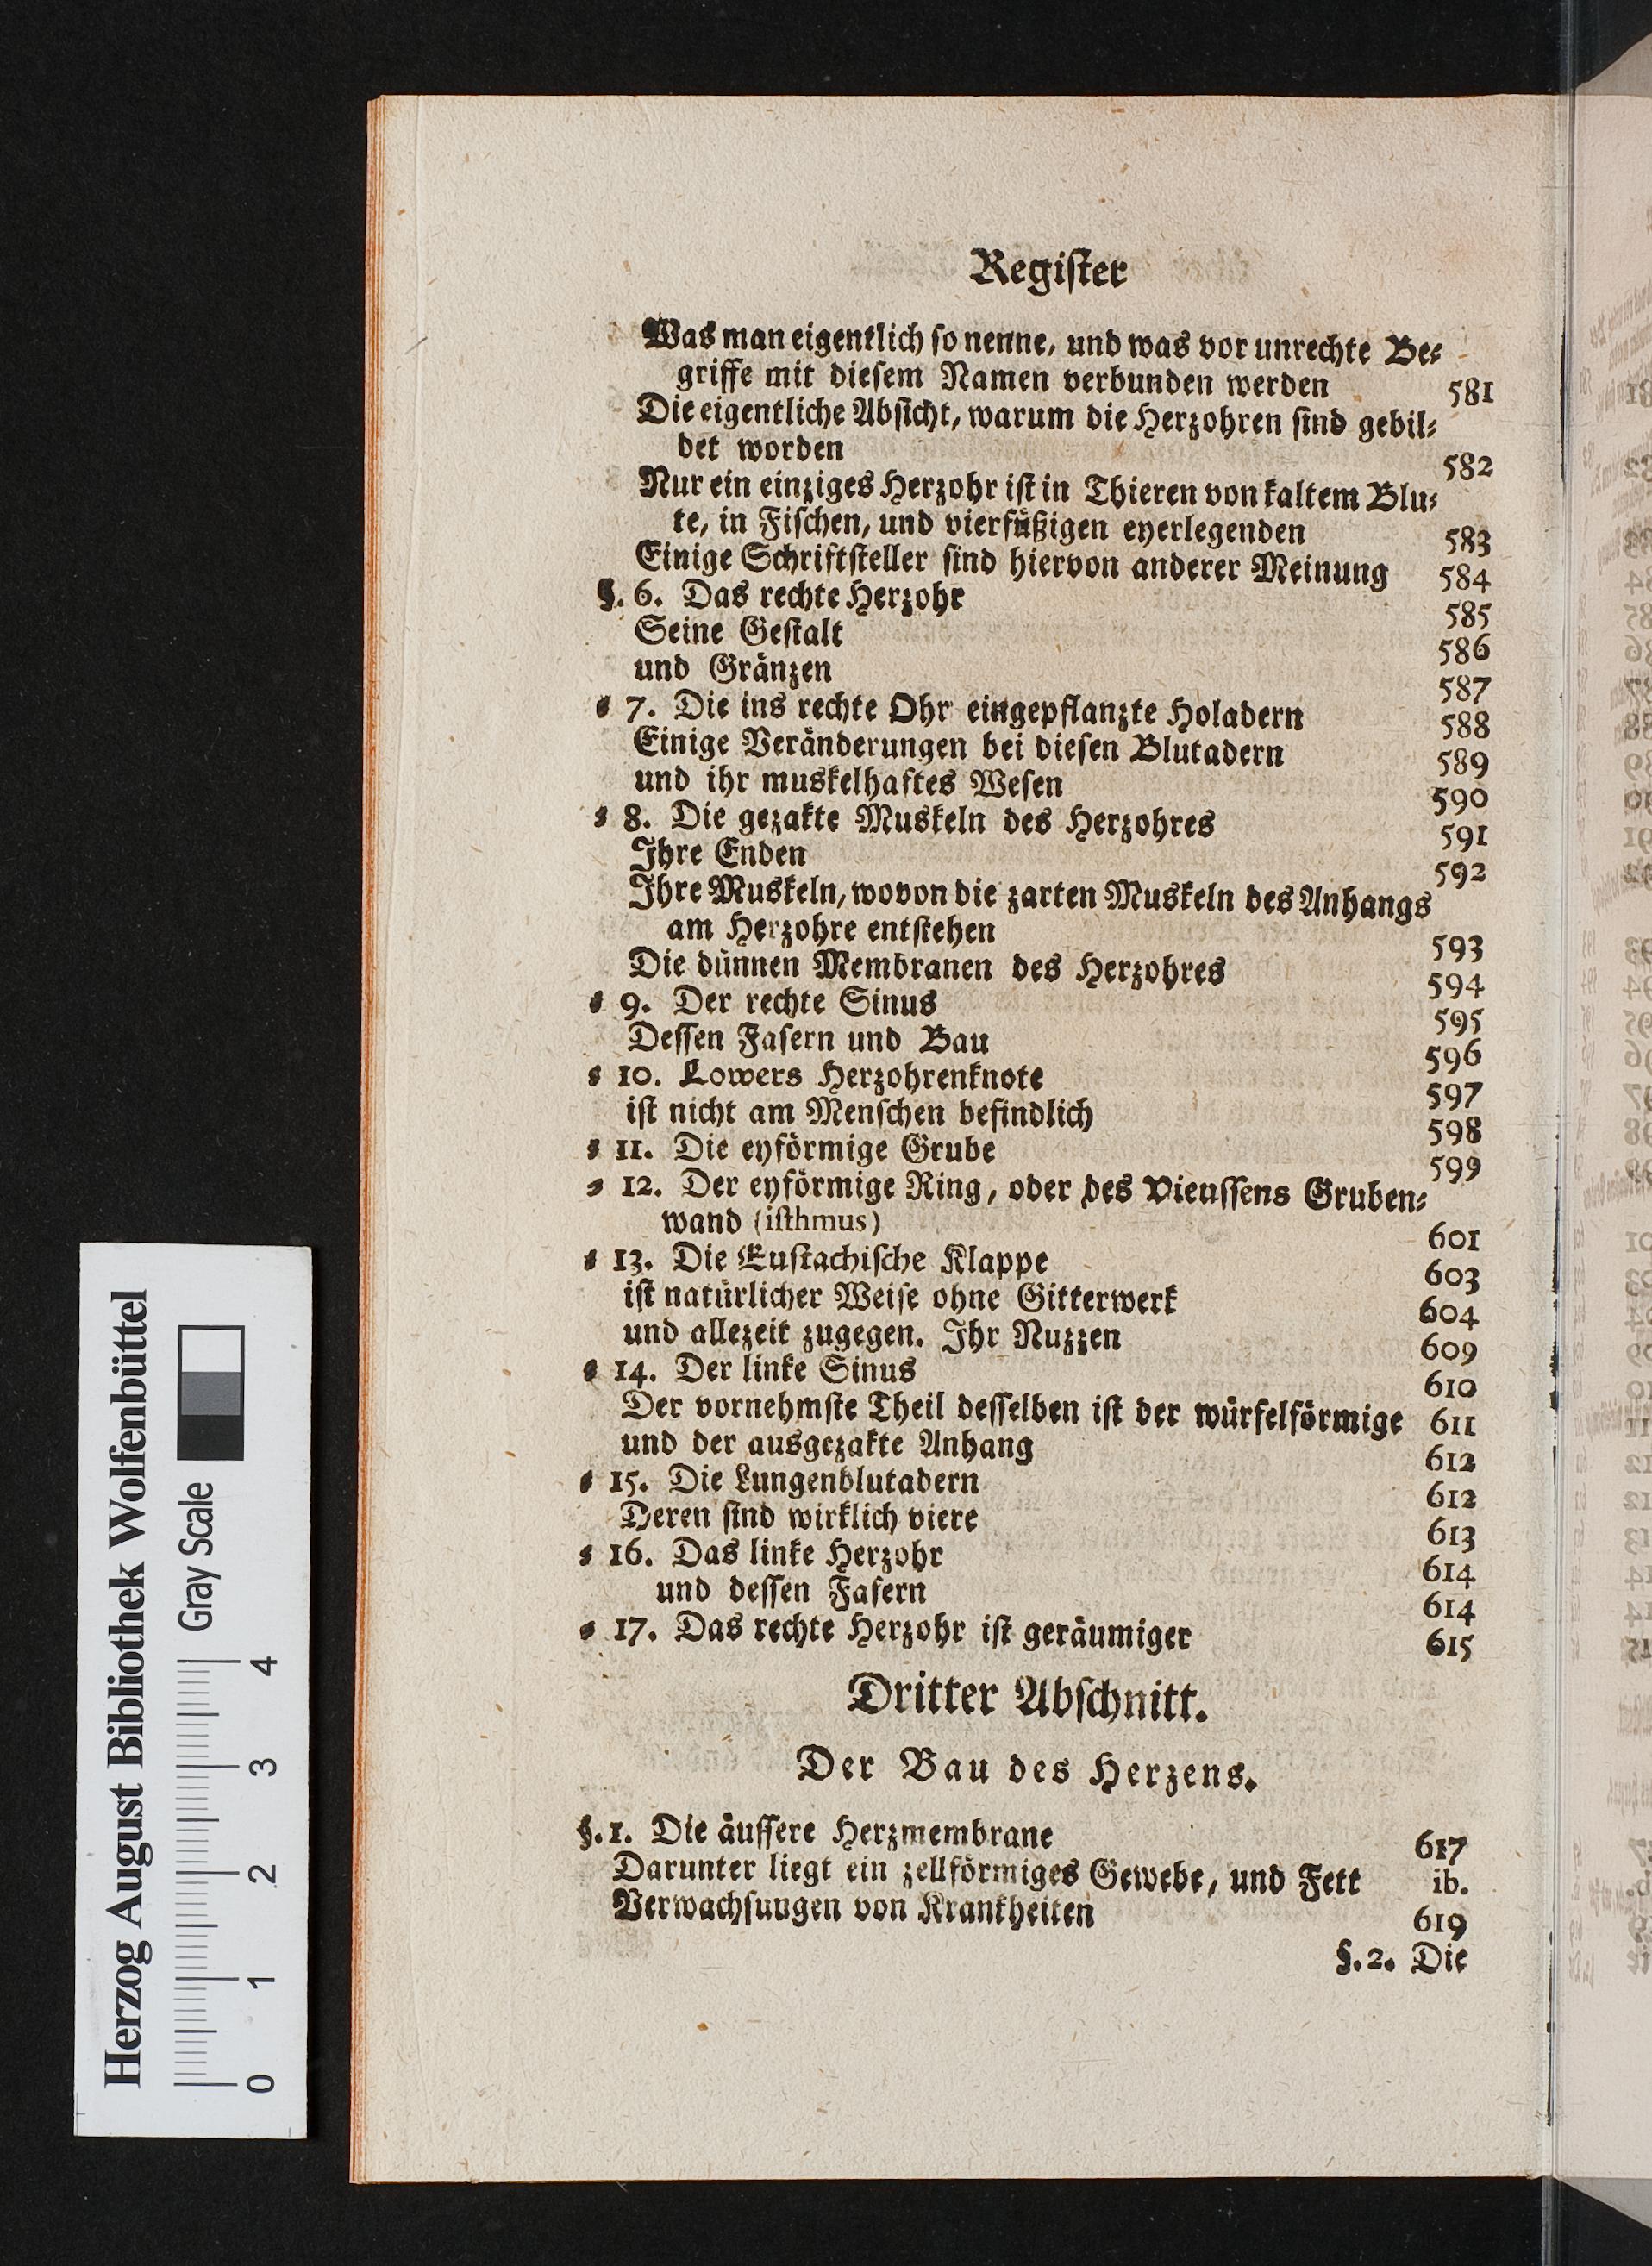 Register
Was man eigentlich so nenne, und was vor unrechte Be⸗
griffe mit diesem Namen verbunden werden 581
Die eigentliche Absicht, warum die Herzohren sind gebil⸗
det worden 582
Nur ein einziges Herzohr ist in Thieren von kaltem Blu⸗
te, in Fischen, und vierfüßigen eyerlegenden 583
Einige Schriftsteller sind hiervon anderer Meinung 584
§. 6. Das rechte Herzohr 585
Seine Gestalt 586
und Gränzen 587
⸗ 7. Die ins rechte Ohr eingepflanzte Holadern 588
Einige Veränderungen bei diesen Blutadern 589
und ihr muskelhaftes Wesen 590
⸗ 8. Die gezakte Muskeln des Herzohres 591
Ihre Enden 592
Ihre Muskeln, wovon die zarten Muskeln des Anhangs
am Herzohre entstehen 593
Die dünnen Membranen des Herzohres 594
⸗ 9. Der rechte Sinus 595
Dessen Fasern und Bau 596
⸗ 10. Lowers Herzohrenknote 597
ist nicht am Menschen befindlich 598
⸗ 11. Die eyförmige Grube 599
⸗ 12. Der eyförmige Ring, oder des Vieussens Gruben⸗
wand (isthmus) 601
⸗ 13. Die Eustachische Klappe 603
ist natürlicher Weise ohne Gitterwerk 604
und allezeit zugegen. Ihr Nuzzen 609
⸗ 14. Der linke Sinus 610
Der vornehmste Theil desselben ist der würfelförmige 611
und der ausgezakte Anhang 612
⸗ 15. Die Lungenblutadern 612
Deren sind wirklich viere 613
⸗ 16. Das linke Herzohr 614
und dessen Fasern 614
⸗ 17. Das rechte Herzohr ist geräumiger 615
Dritter Abschnitt.
Der Bau des Herzens.
§. 1. Die äussere Herzmembrane 617
Darunter liegt ein zellförmiges Gewebe, und Fett ib.
Verwachsungen von Krankheiten 619
§. 2. Die
Herzog August Bibliothek Wolfenbüttel
Gray Scale
0 1 2 3 4